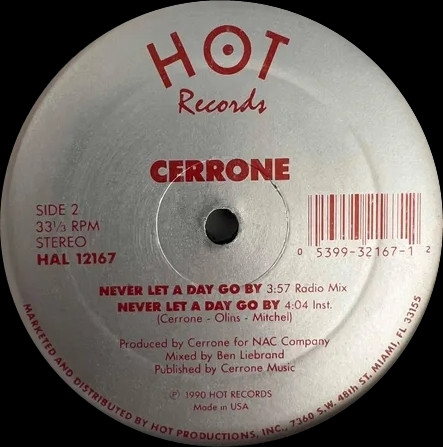 HOT
Records
CERRONE
SIDE 2
33⅓ RPM
STEREO
HAL 12167
0 5399-32167-1 2
NEVER LET A DAY GO BY 3:57 Radio Mix
NEVER LET A DAY GO BY 4:04 Inst.
(Cerrone - Olins - Mitchel)
Produced by Cerrone for NAC Company
Mixed by Ben Liebrand
Published by Cerrone Music
℗ 1990 HOT RECORDS
Made in USA
MARKETED AND DISTRIBUTED BY HOT PRODUCTIONS, INC., 7360 S.W. 48th ST. MIAMI, FL 33155